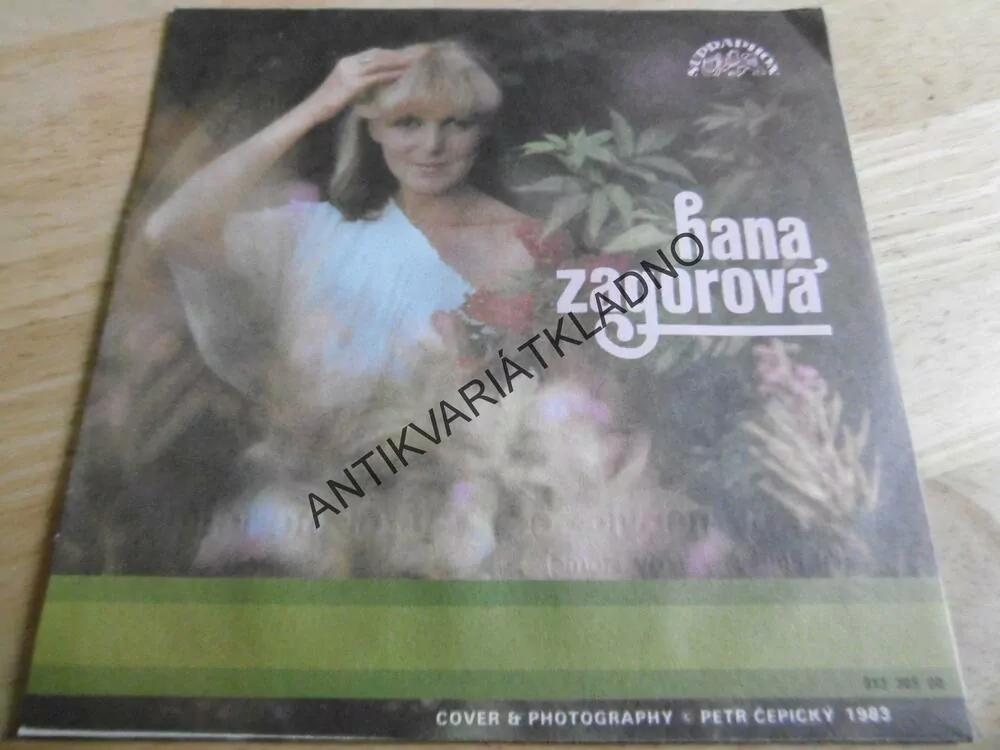 SUPRAPHON
hana
zagorová
ANTIKVARIÁTKLADNO
COVER & PHOTOGRAPHY • PETR ČEPICKÝ 1983